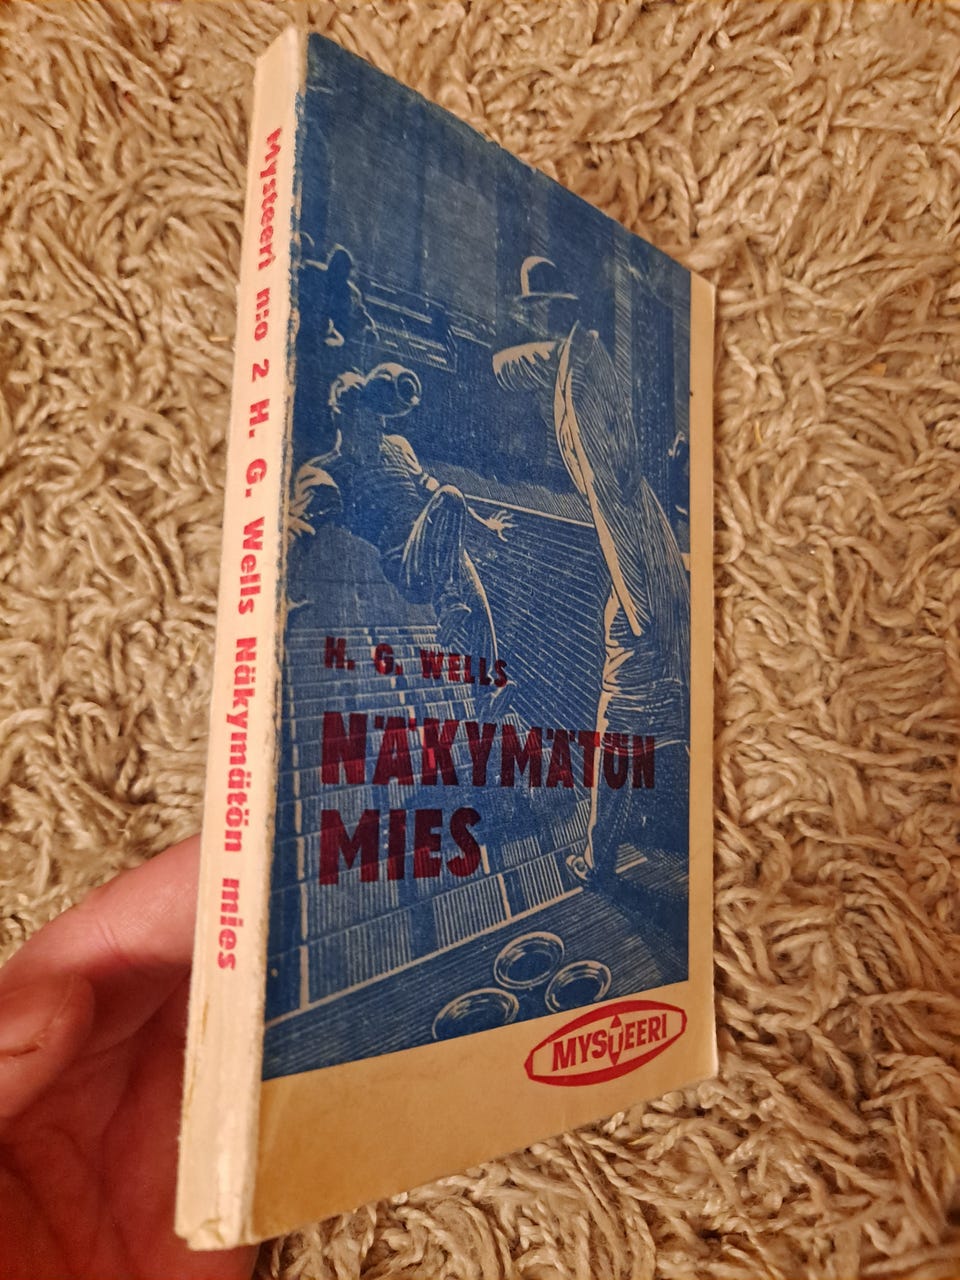 Mysteeri n:o 2 H. G. Wells Näkymätön mies
H. G. WELLS
NÄKYMÄTÖN
MIES
MYSTEERI